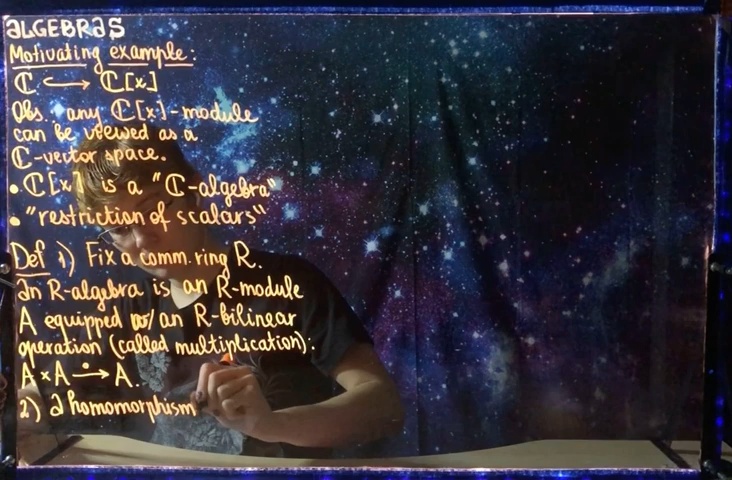 ALGEBRAS
Motivating example:
ℂ ↪ ℂ[x]
Obs. any ℂ[x]-module
can be viewed as a
ℂ-vector space.
• ℂ[x] is a "ℂ-algebra"
• "restriction of scalars"
Def 1) Fix a comm. ring R.
An R-algebra is an R-module
A equipped w/ an R-bilinear
operation (called multiplication):
A × A →̇ A.
2) A homomorphism